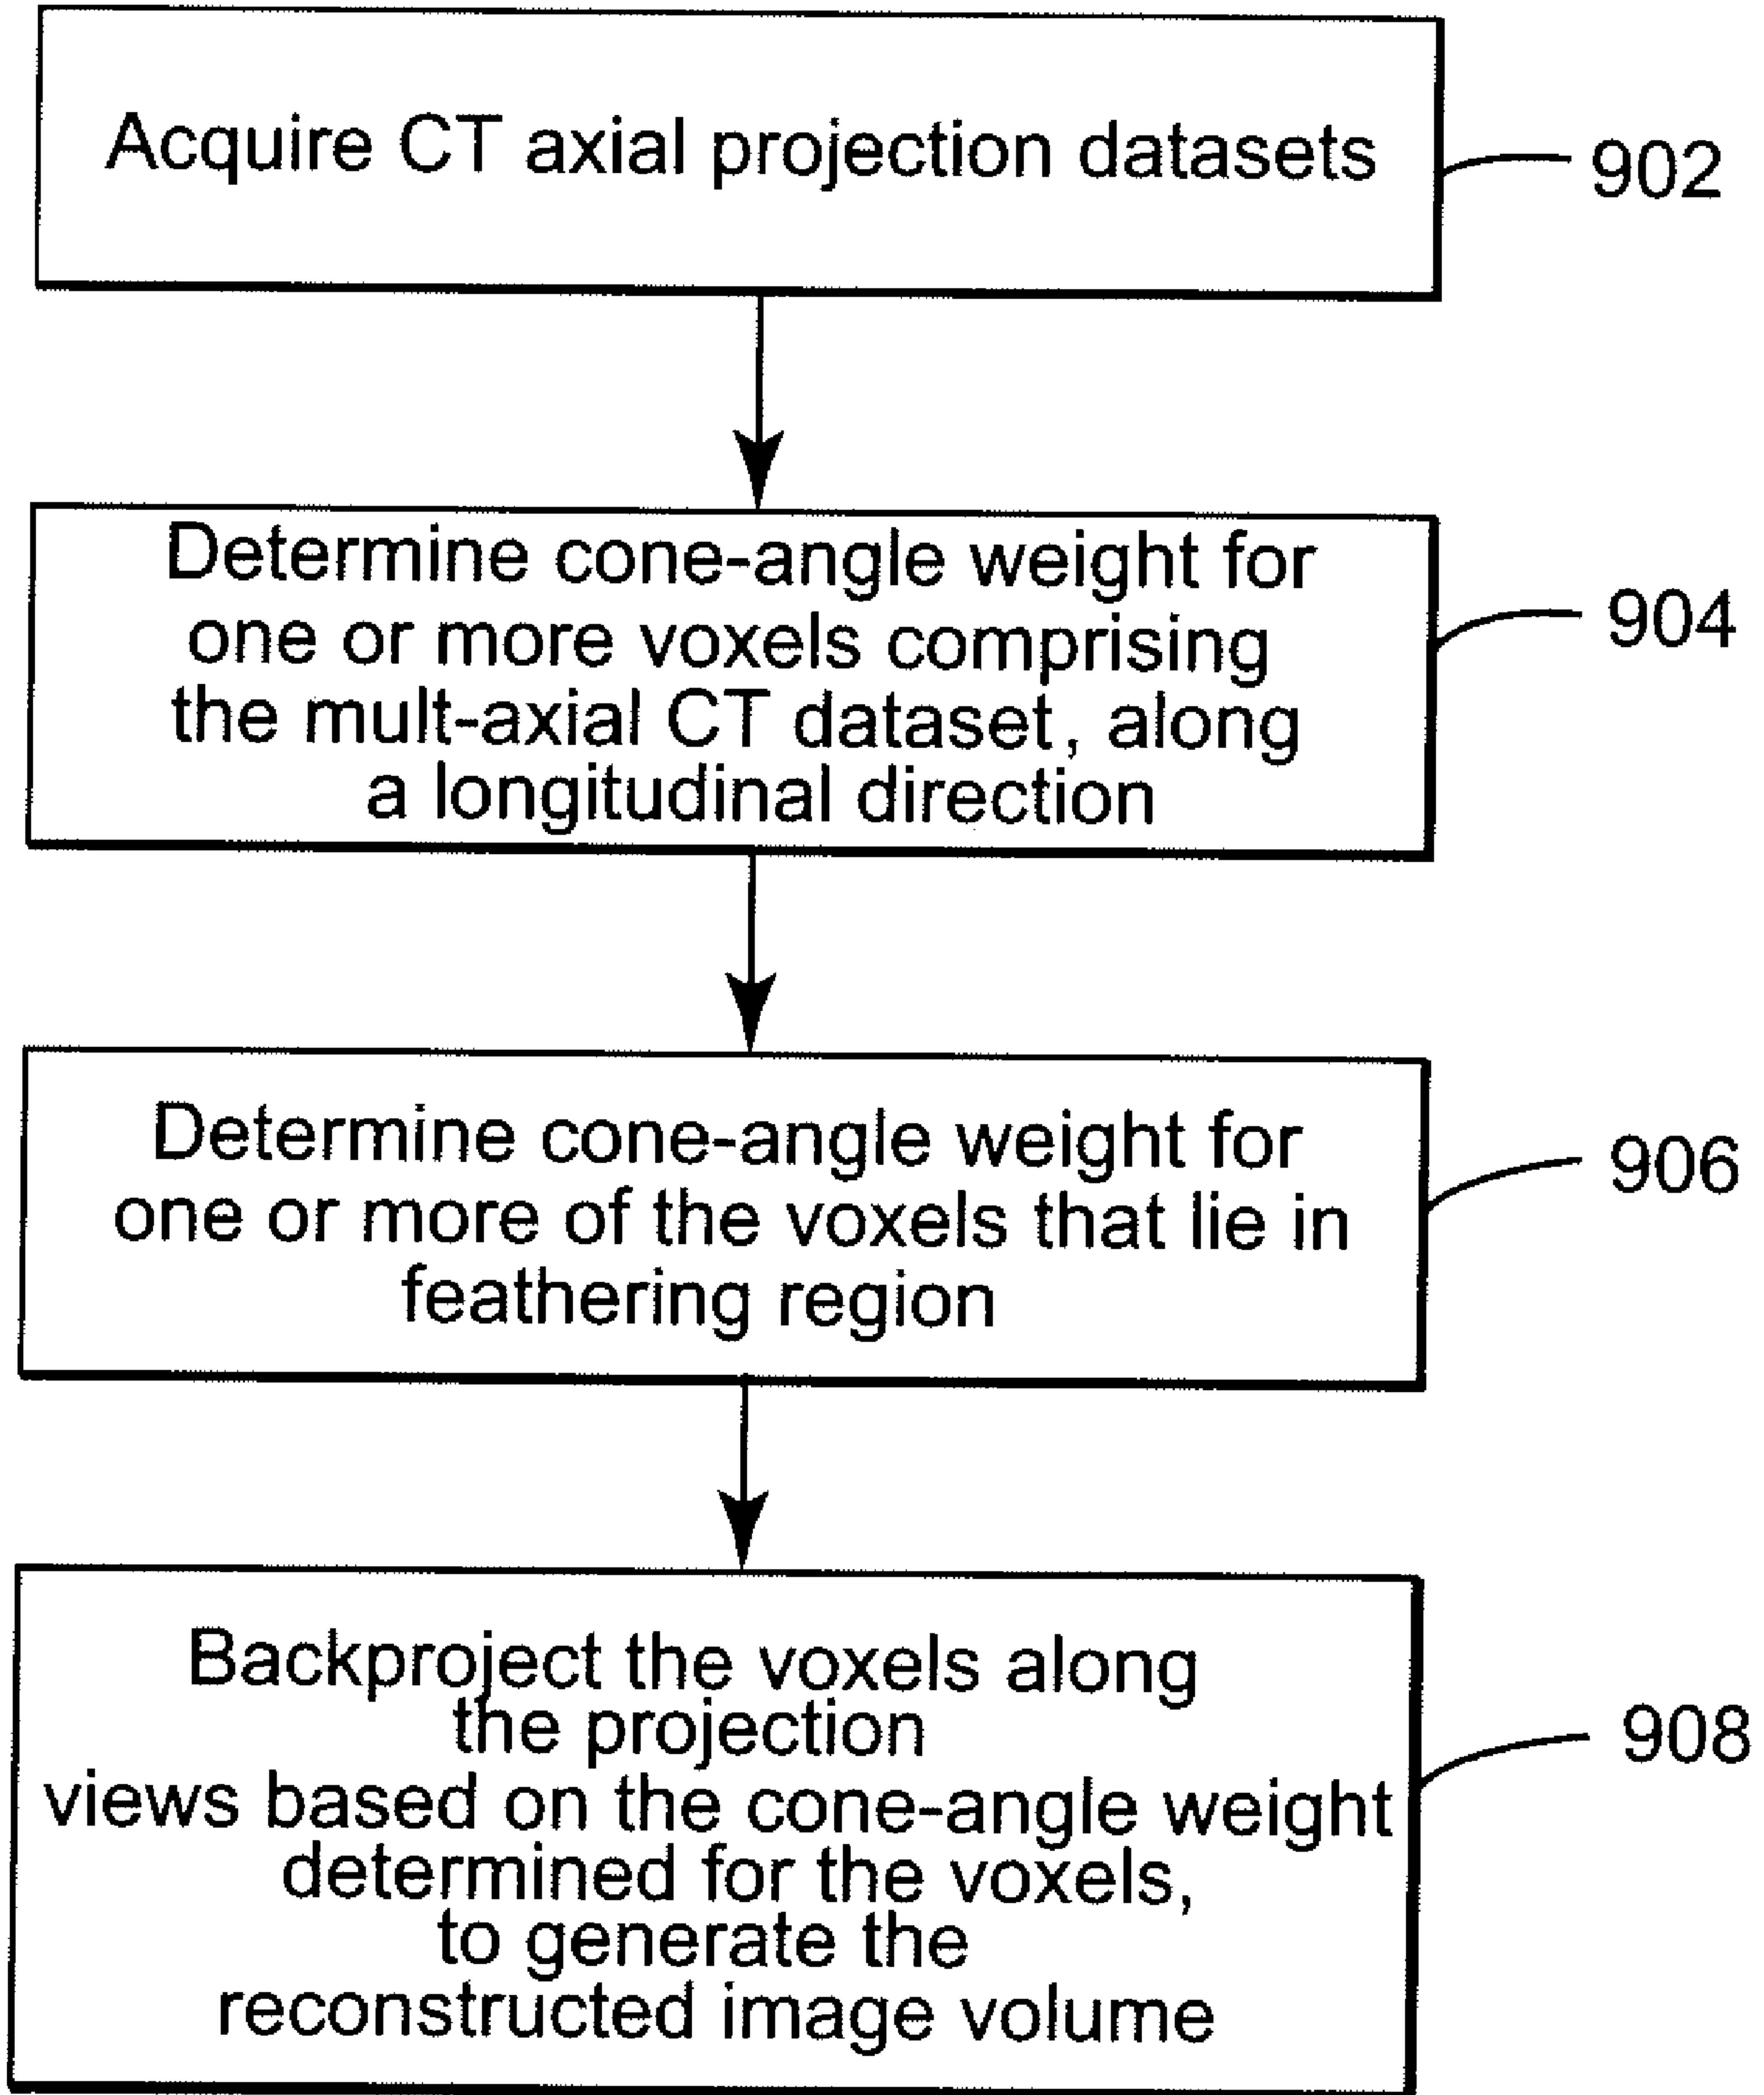 Acquire CT axial projection datasets
902
Determine cone-angle weight for
one or more voxels comprising
the mult-axial CT dataset, along
a longitudinal direction
904
Determine cone-angle weight for
one or more of the voxels that lie in
feathering region
906
Backproject the voxels along
the projection
views based on the cone-angle weight
determined for the voxels,
to generate the
reconstructed image volume
908